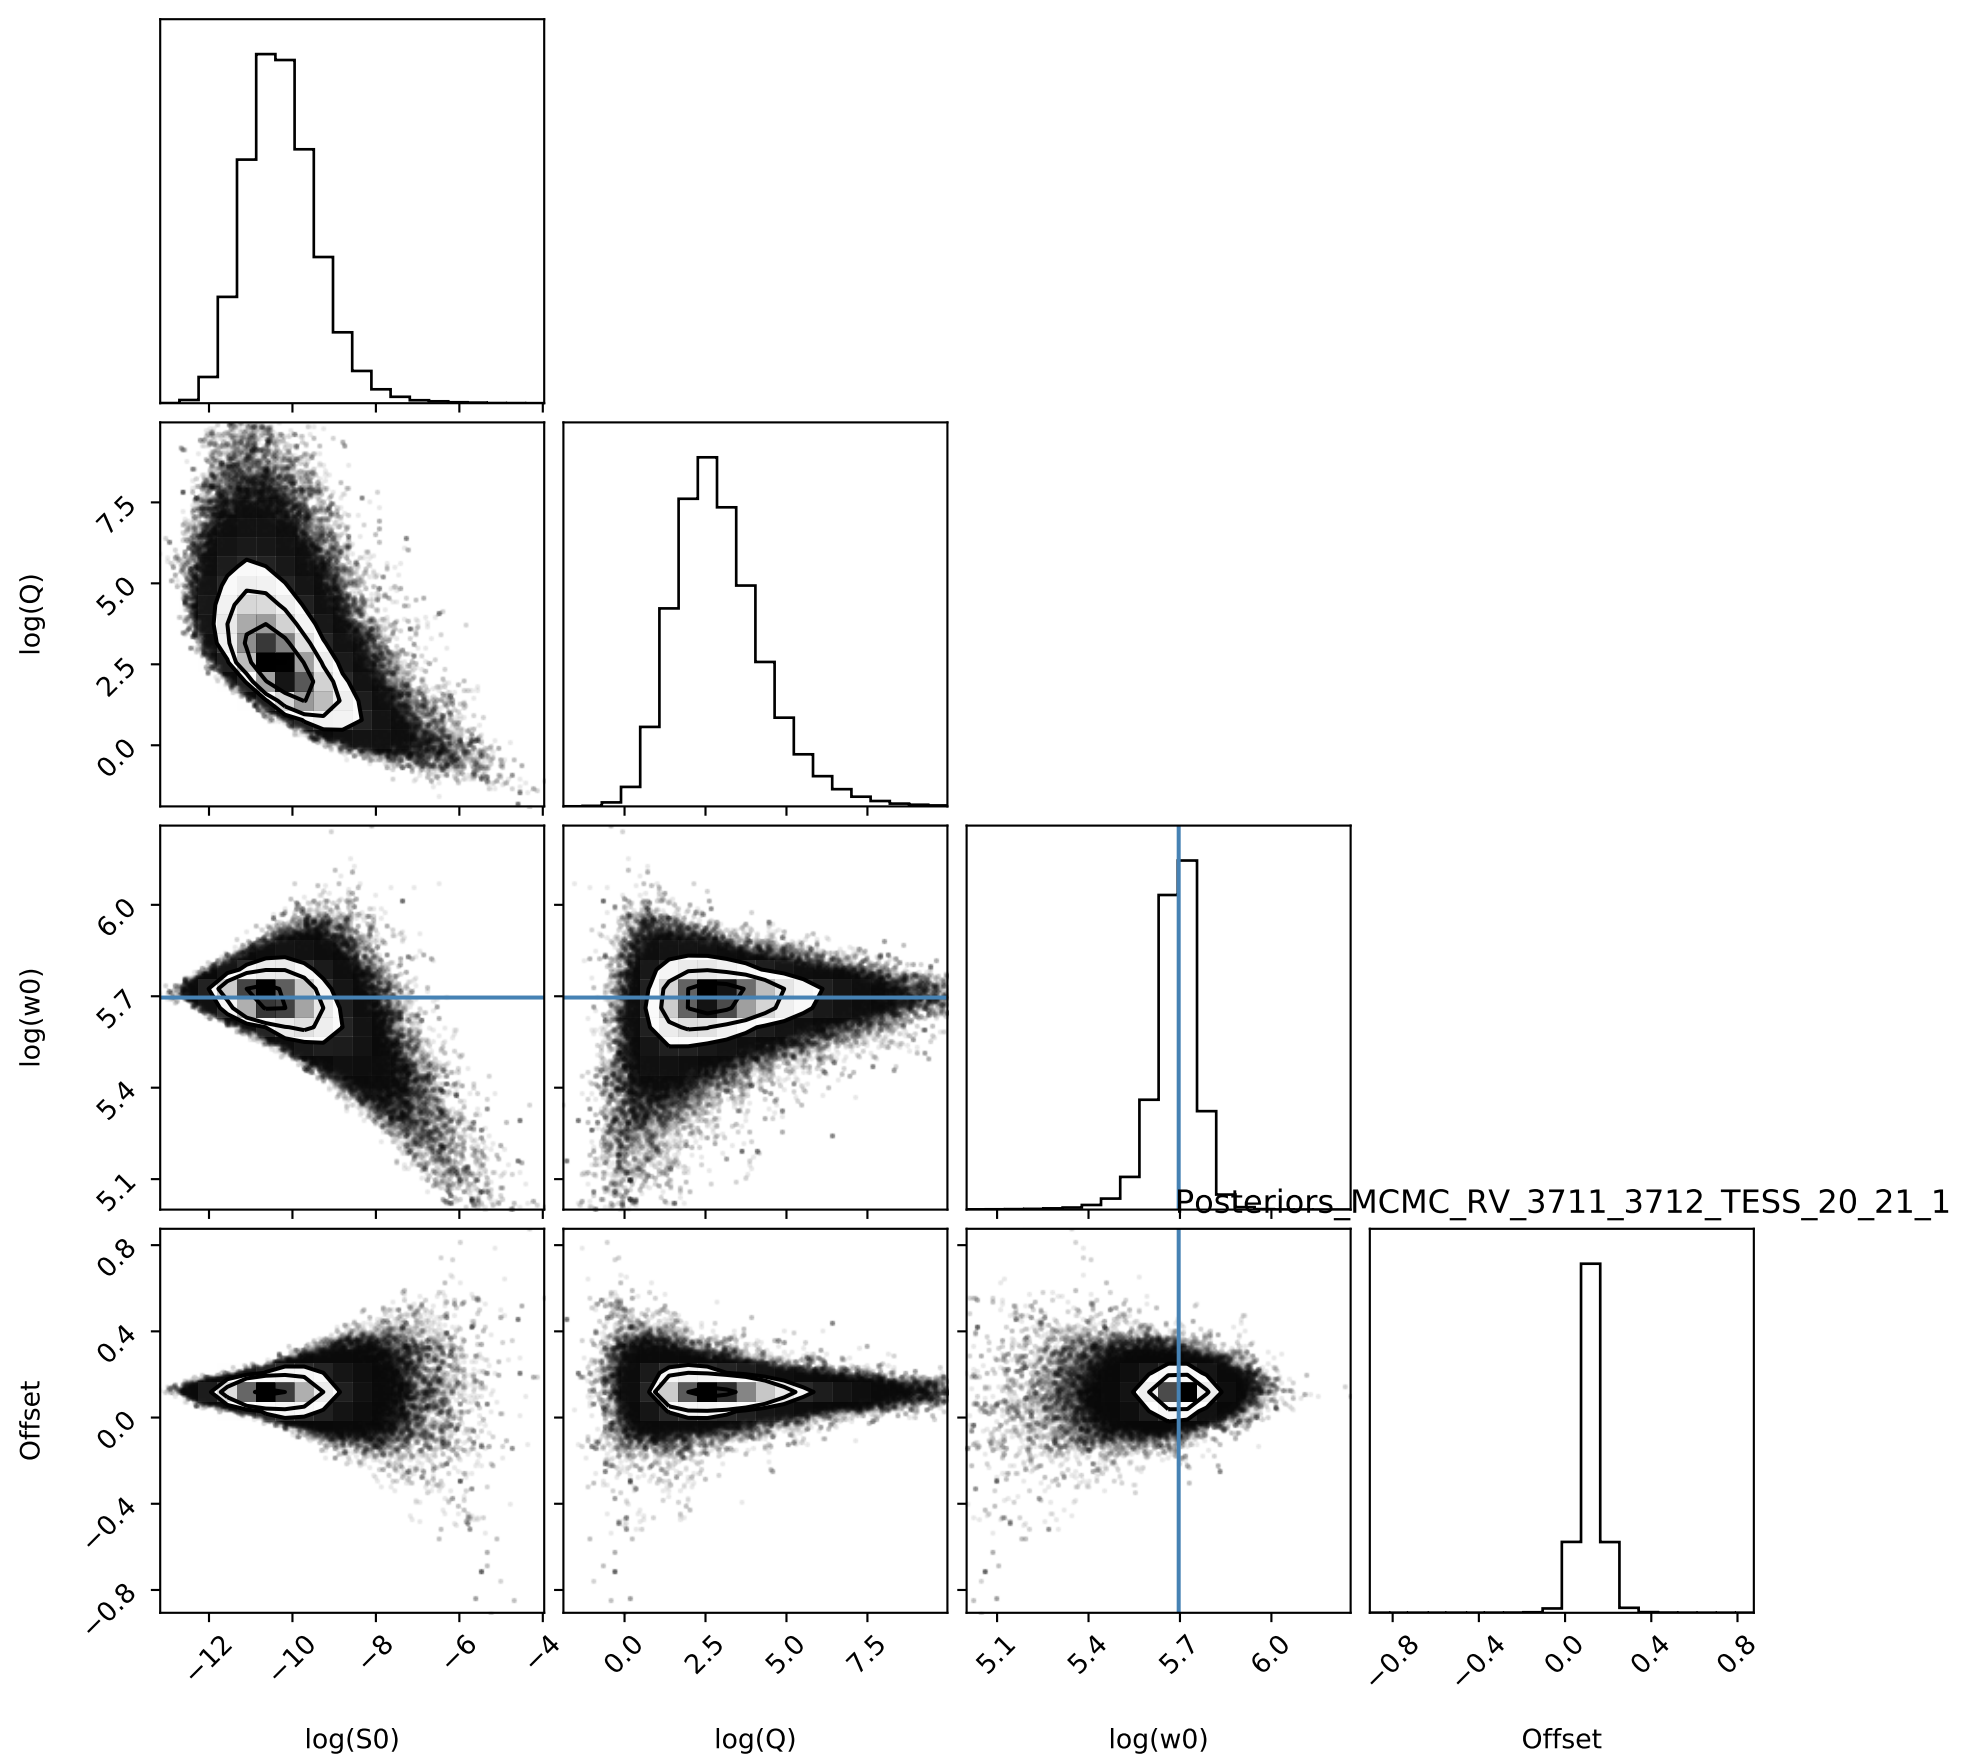 log(Q)
7.5
5.0
2.5
0.0
log(w0)
6.0
5.7
5.4
5.1
Posteriors_MCMC_RV_3711_3712_TESS_20_21_1
Offset
0.8
0.4
0.0
−0.4
−0.8
−12 −10 −8 −6 −4 0.0 2.5 5.0 7.5 5.1 5.4 5.7 6.0 −0.8 −0.4 0.0 0.4 0.8
log(S0) log(Q) log(w0) Offset